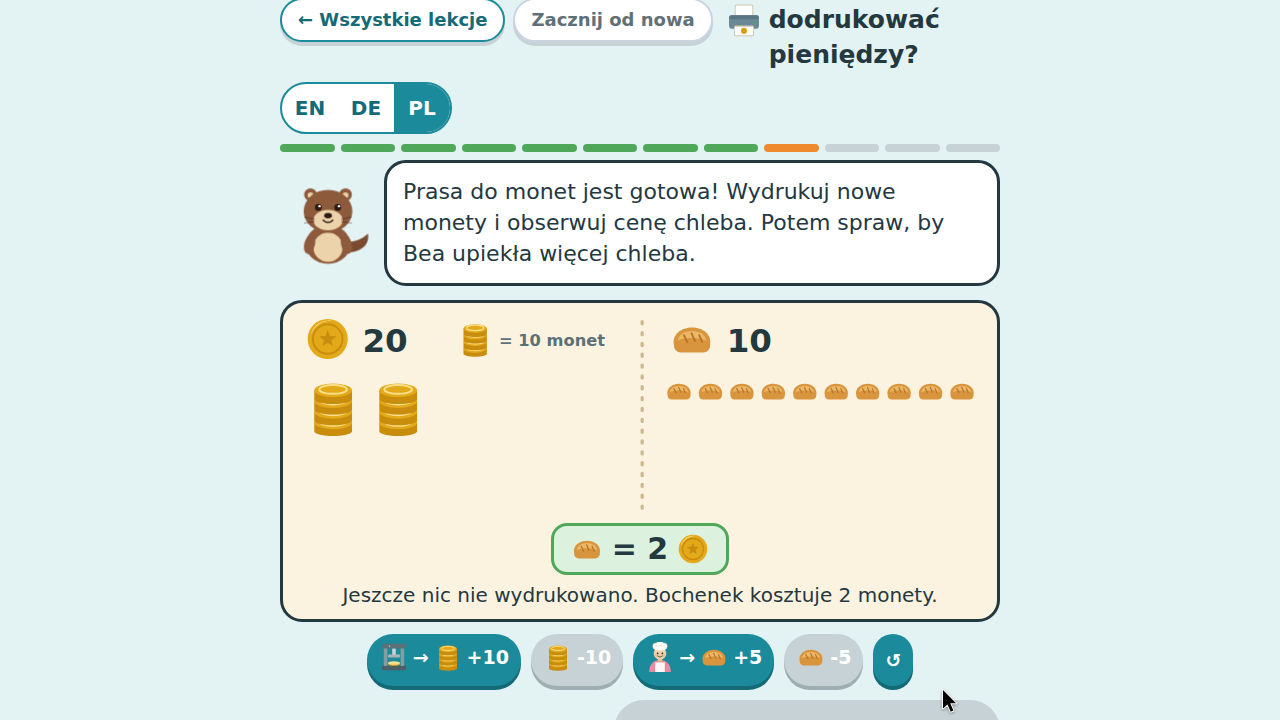 ← Wszystkie lekcje
Zacznij od nowa
dodrukować
pieniędzy?
EN DE PL
Prasa do monet jest gotowa! Wydrukuj nowe
monety i obserwuj cenę chleba. Potem spraw, by
Bea upiekła więcej chleba.
20
= 10 monet
10
= 2
Jeszcze nic nie wydrukowano. Bochenek kosztuje 2 monety.
→ +10
-10
→ +5
-5
↺